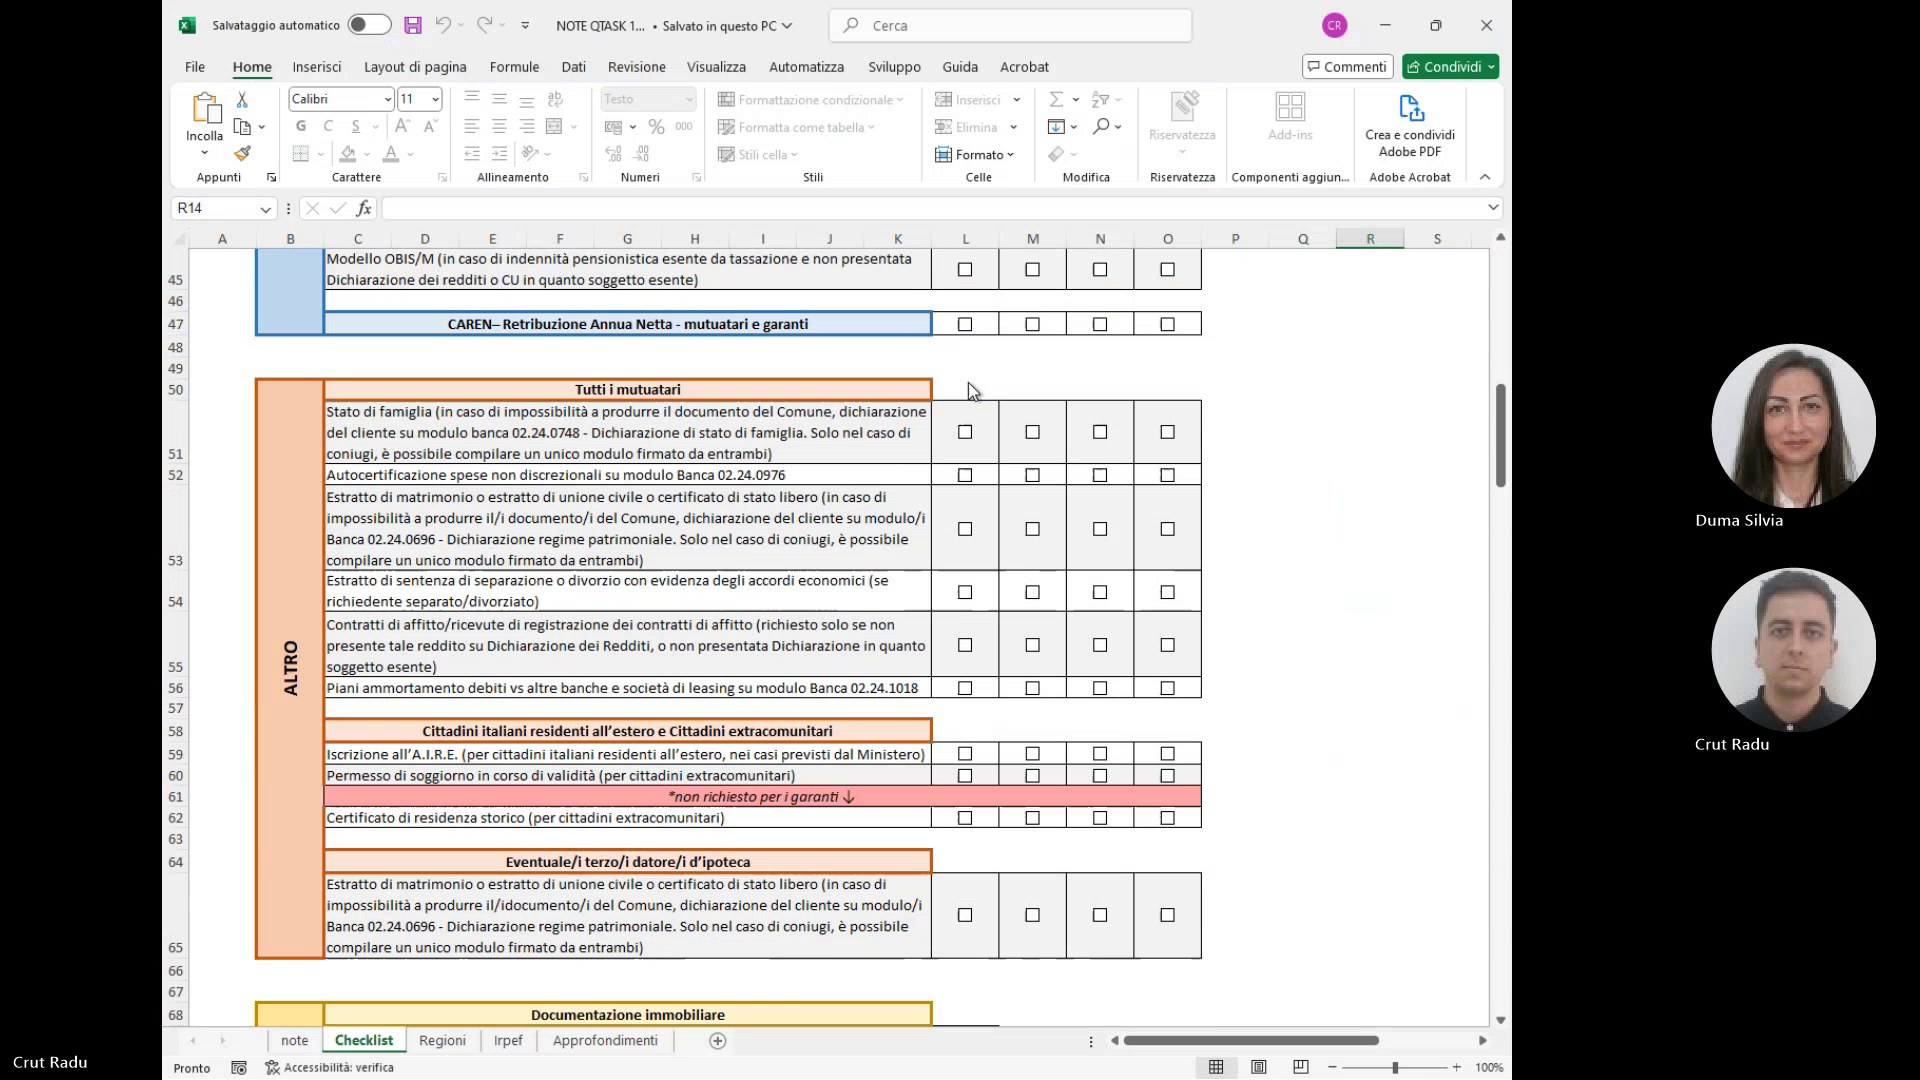 Salvataggio automatico
NOTE QTASK 1... • Salvato in questo PC
Cerca
CR
File Home Inserisci Layout di pagina Formule Dati Revisione Visualizza Automatizza Sviluppo Guida Acrobat
Commenti Condividi
Incolla
Calibri 11
G C S
Testo
Formattazione condizionale
Formatta come tabella
Stili cella
Inserisci
Elimina
Formato
Riservatezza
Add-ins
Crea e condividi
Adobe PDF
Appunti Carattere Allineamento Numeri Stili Celle Modifica Riservatezza Componenti aggiun... Adobe Acrobat
R14 fx
A B C D E F G H I J K L M N O P Q R S
Modello OBIS/M (in caso di indennità pensionistica esente da tassazione e non presentata
45 Dichiarazione dei redditi o CU in quanto soggetto esente)
46
47 CAREN– Retribuzione Annua Netta - mutuatari e garanti
48
49
50 Tutti i mutuatari
Stato di famiglia (in caso di impossibilità a produrre il documento del Comune, dichiarazione
del cliente su modulo banca 02.24.0748 - Dichiarazione di stato di famiglia. Solo nel caso di
51 coniugi, è possibile compilare un unico modulo firmato da entrambi)
52 Autocertificazione spese non discrezionali su modulo Banca 02.24.0976
Estratto di matrimonio o estratto di unione civile o certificato di stato libero (in caso di
impossibilità a produrre il/i documento/i del Comune, dichiarazione del cliente su modulo/i
Banca 02.24.0696 - Dichiarazione regime patrimoniale. Solo nel caso di coniugi, è possibile
53 compilare un unico modulo firmato da entrambi)
Estratto di sentenza di separazione o divorzio con evidenza degli accordi economici (se
54 richiedente separato/divorziato)
Contratti di affitto/ricevute di registrazione dei contratti di affitto (richiesto solo se non
presente tale reddito su Dichiarazione dei Redditi, o non presentata Dichiarazione in quanto
55 soggetto esente)
ALTRO
56 Piani ammortamento debiti vs altre banche e società di leasing su modulo Banca 02.24.1018
57
58 Cittadini italiani residenti all’estero e Cittadini extracomunitari
59 Iscrizione all’A.I.R.E. (per cittadini italiani residenti all’estero, nei casi previsti dal Ministero)
60 Permesso di soggiorno in corso di validità (per cittadini extracomunitari)
61 *non richiesto per i garanti ↓
62 Certificato di residenza storico (per cittadini extracomunitari)
63
64 Eventuale/i terzo/i datore/i d’ipoteca
Estratto di matrimonio o estratto di unione civile o certificato di stato libero (in caso di
impossibilità a produrre il/idocumento/i del Comune, dichiarazione del cliente su modulo/i
Banca 02.24.0696 - Dichiarazione regime patrimoniale. Solo nel caso di coniugi, è possibile
65 compilare un unico modulo firmato da entrambi)
66
67
68 Documentazione immobiliare
note Checklist Regioni Irpef Approfondimenti
Pronto Accessibilità: verifica 100%
Duma Silvia
Crut Radu
Crut Radu